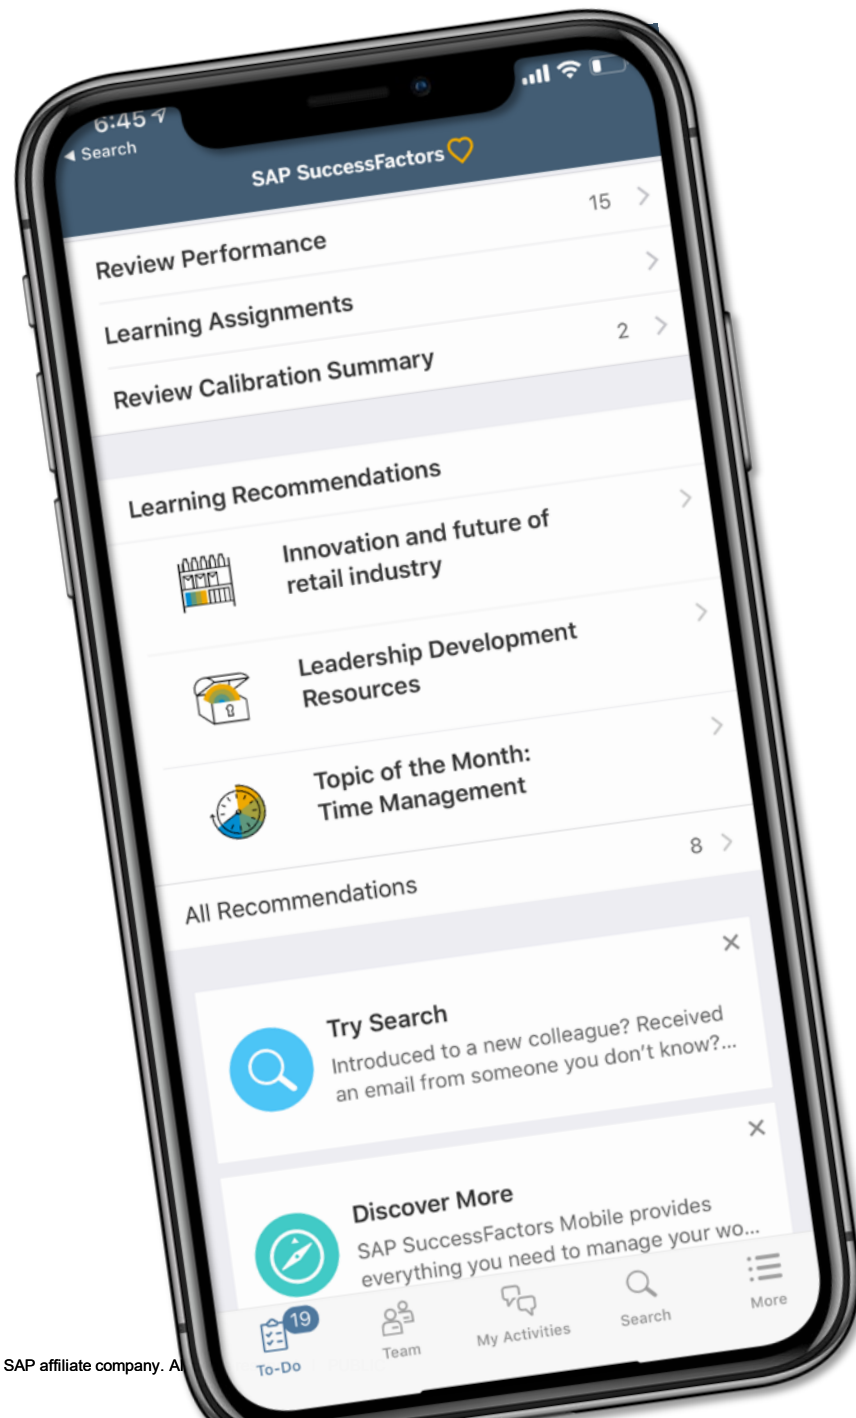 6:45
Search
SAP SuccessFactors
Review Performance
15
Learning Assignments
Review Calibration Summary
2
Learning Recommendations
Innovation and future of
retail industry
Leadership Development
Resources
Topic of the Month:
Time Management
All Recommendations
8
Try Search
Introduced to a new colleague? Received
an email from someone you don't know?...
Discover More
SAP SuccessFactors Mobile provides
everything you need to manage your wo...
19
To-Do
Team
My Activities
Search
More
SAP affiliate company.